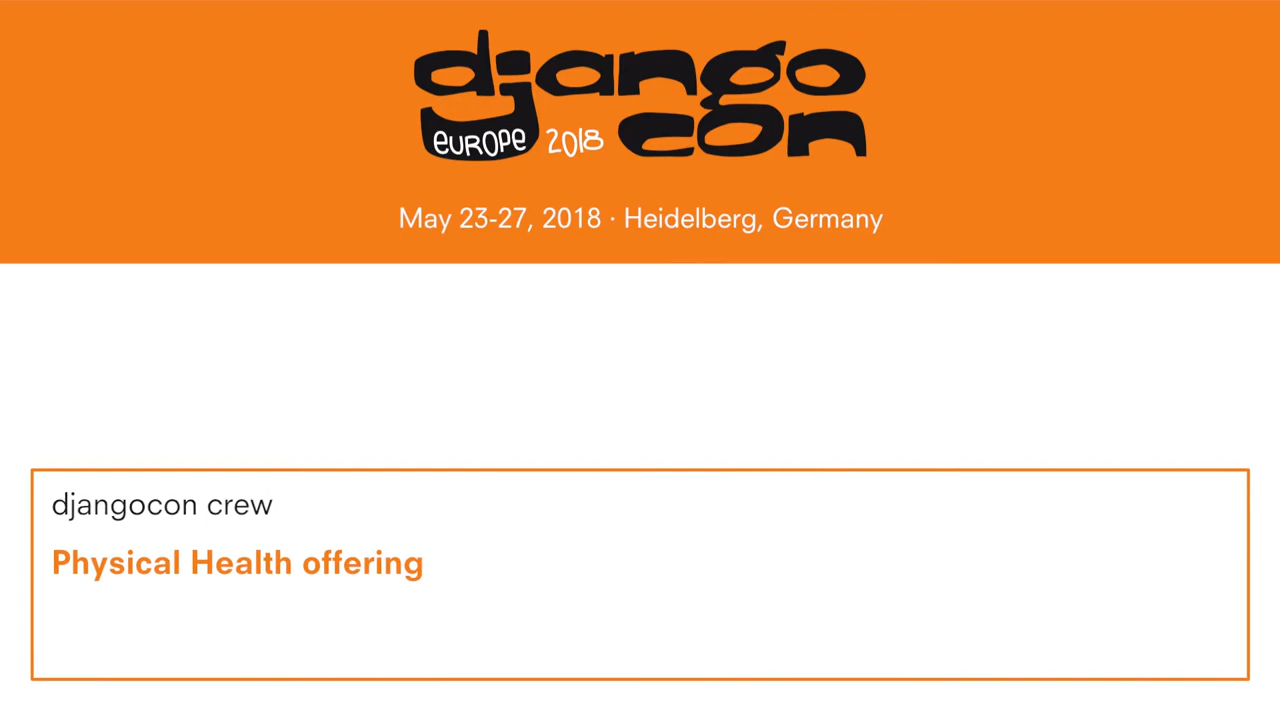 django
con
EUROPE 2018
May 23-27, 2018 · Heidelberg, Germany
djangocon crew
Physical Health offering